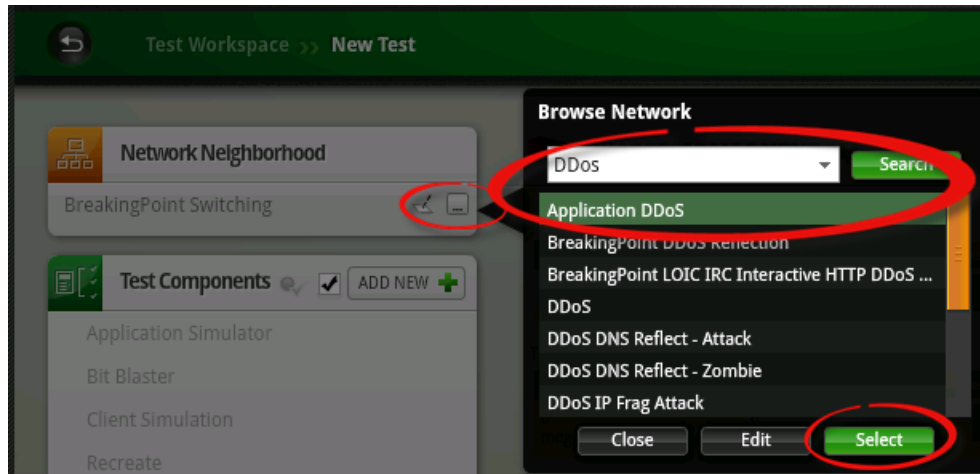 Test Workspace >> New Test
Network Neighborhood
BreakingPoint Switching
Test Components
ADD NEW
Application Simulator
Bit Blaster
Client Simulation
Recreate
Browse Network
DDos
Search
Application DDoS
BreakingPoint DDoS Reflection
BreakingPoint LOIC IRC Interactive HTTP DDoS ...
DDoS
DDoS DNS Reflect - Attack
DDoS DNS Reflect - Zombie
DDoS IP Frag Attack
Close
Edit
Select